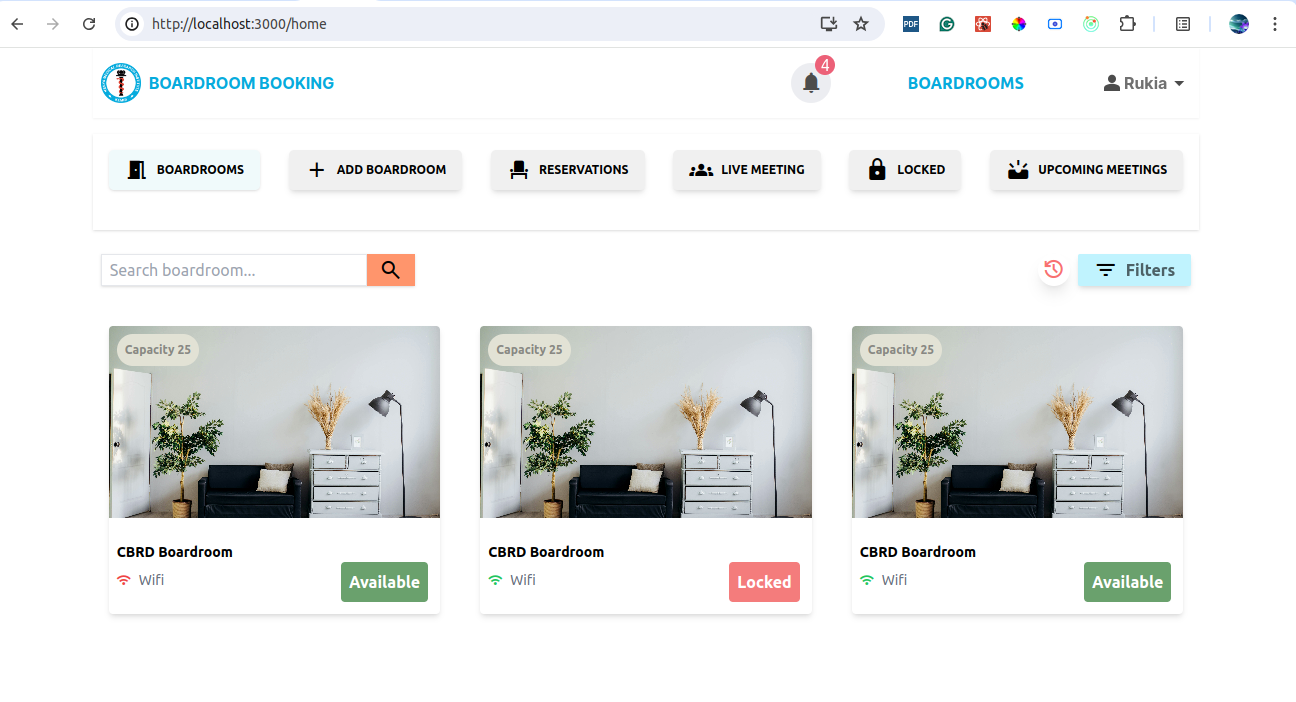 http://localhost:3000/home
PDF
BOARDROOM BOOKING
4
BOARDROOMS
Rukia
BOARDROOMS
ADD BOARDROOM
RESERVATIONS
LIVE MEETING
LOCKED
UPCOMING MEETINGS
Search boardroom...
Filters
Capacity 25
Capacity 25
Capacity 25
CBRD Boardroom
Wifi
Available
CBRD Boardroom
Wifi
Locked
CBRD Boardroom
Wifi
Available